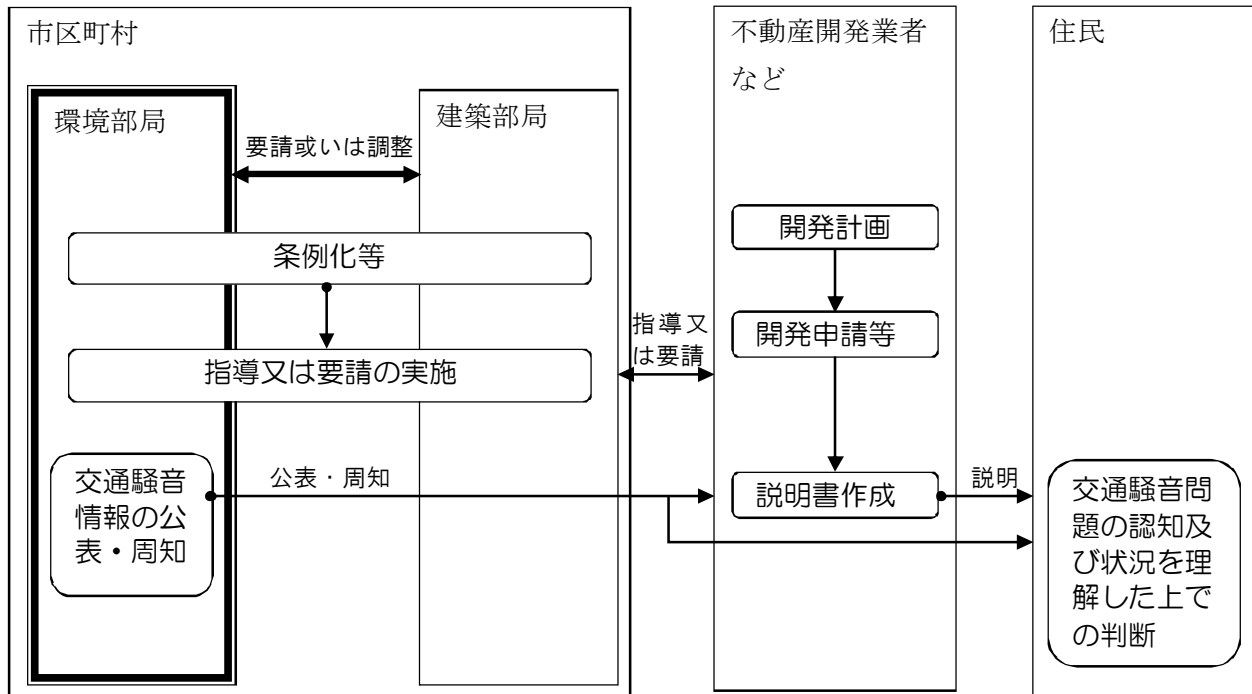 市区町村
環境部局
建築部局
要請或いは調整
条例化等
指導又は要請の実施
交通騒音
情報の公
表・周知
公表・周知
指導又
は要請
不動産開発業者
など
開発計画
開発申請等
説明書作成
説明
住民
交通騒音問
題の認知及
び状況を理
解した上で
の判断